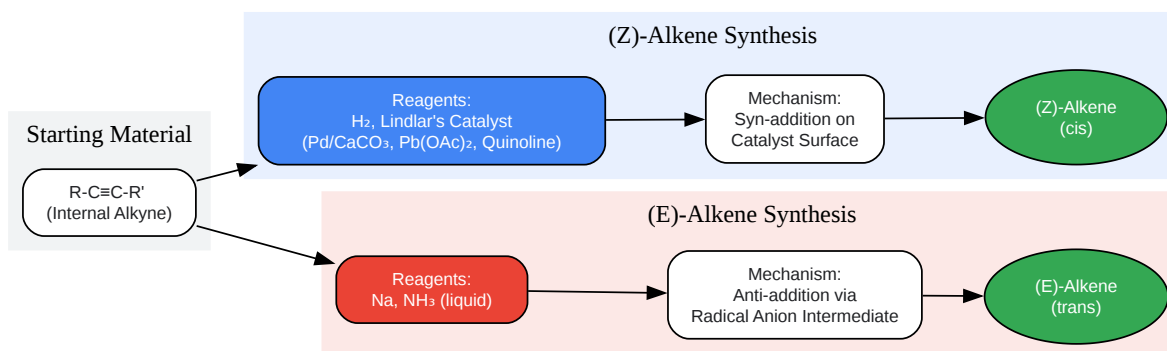 Starting Material
R-C≡C-R'
(Internal Alkyne)
(Z)-Alkene Synthesis
Reagents:
H₂, Lindlar's Catalyst
(Pd/CaCO₃, Pb(OAc)₂, Quinoline)
Mechanism:
Syn-addition on
Catalyst Surface
(Z)-Alkene
(cis)
(E)-Alkene Synthesis
Reagents:
Na, NH₃ (liquid)
Mechanism:
Anti-addition via
Radical Anion Intermediate
(E)-Alkene
(trans)